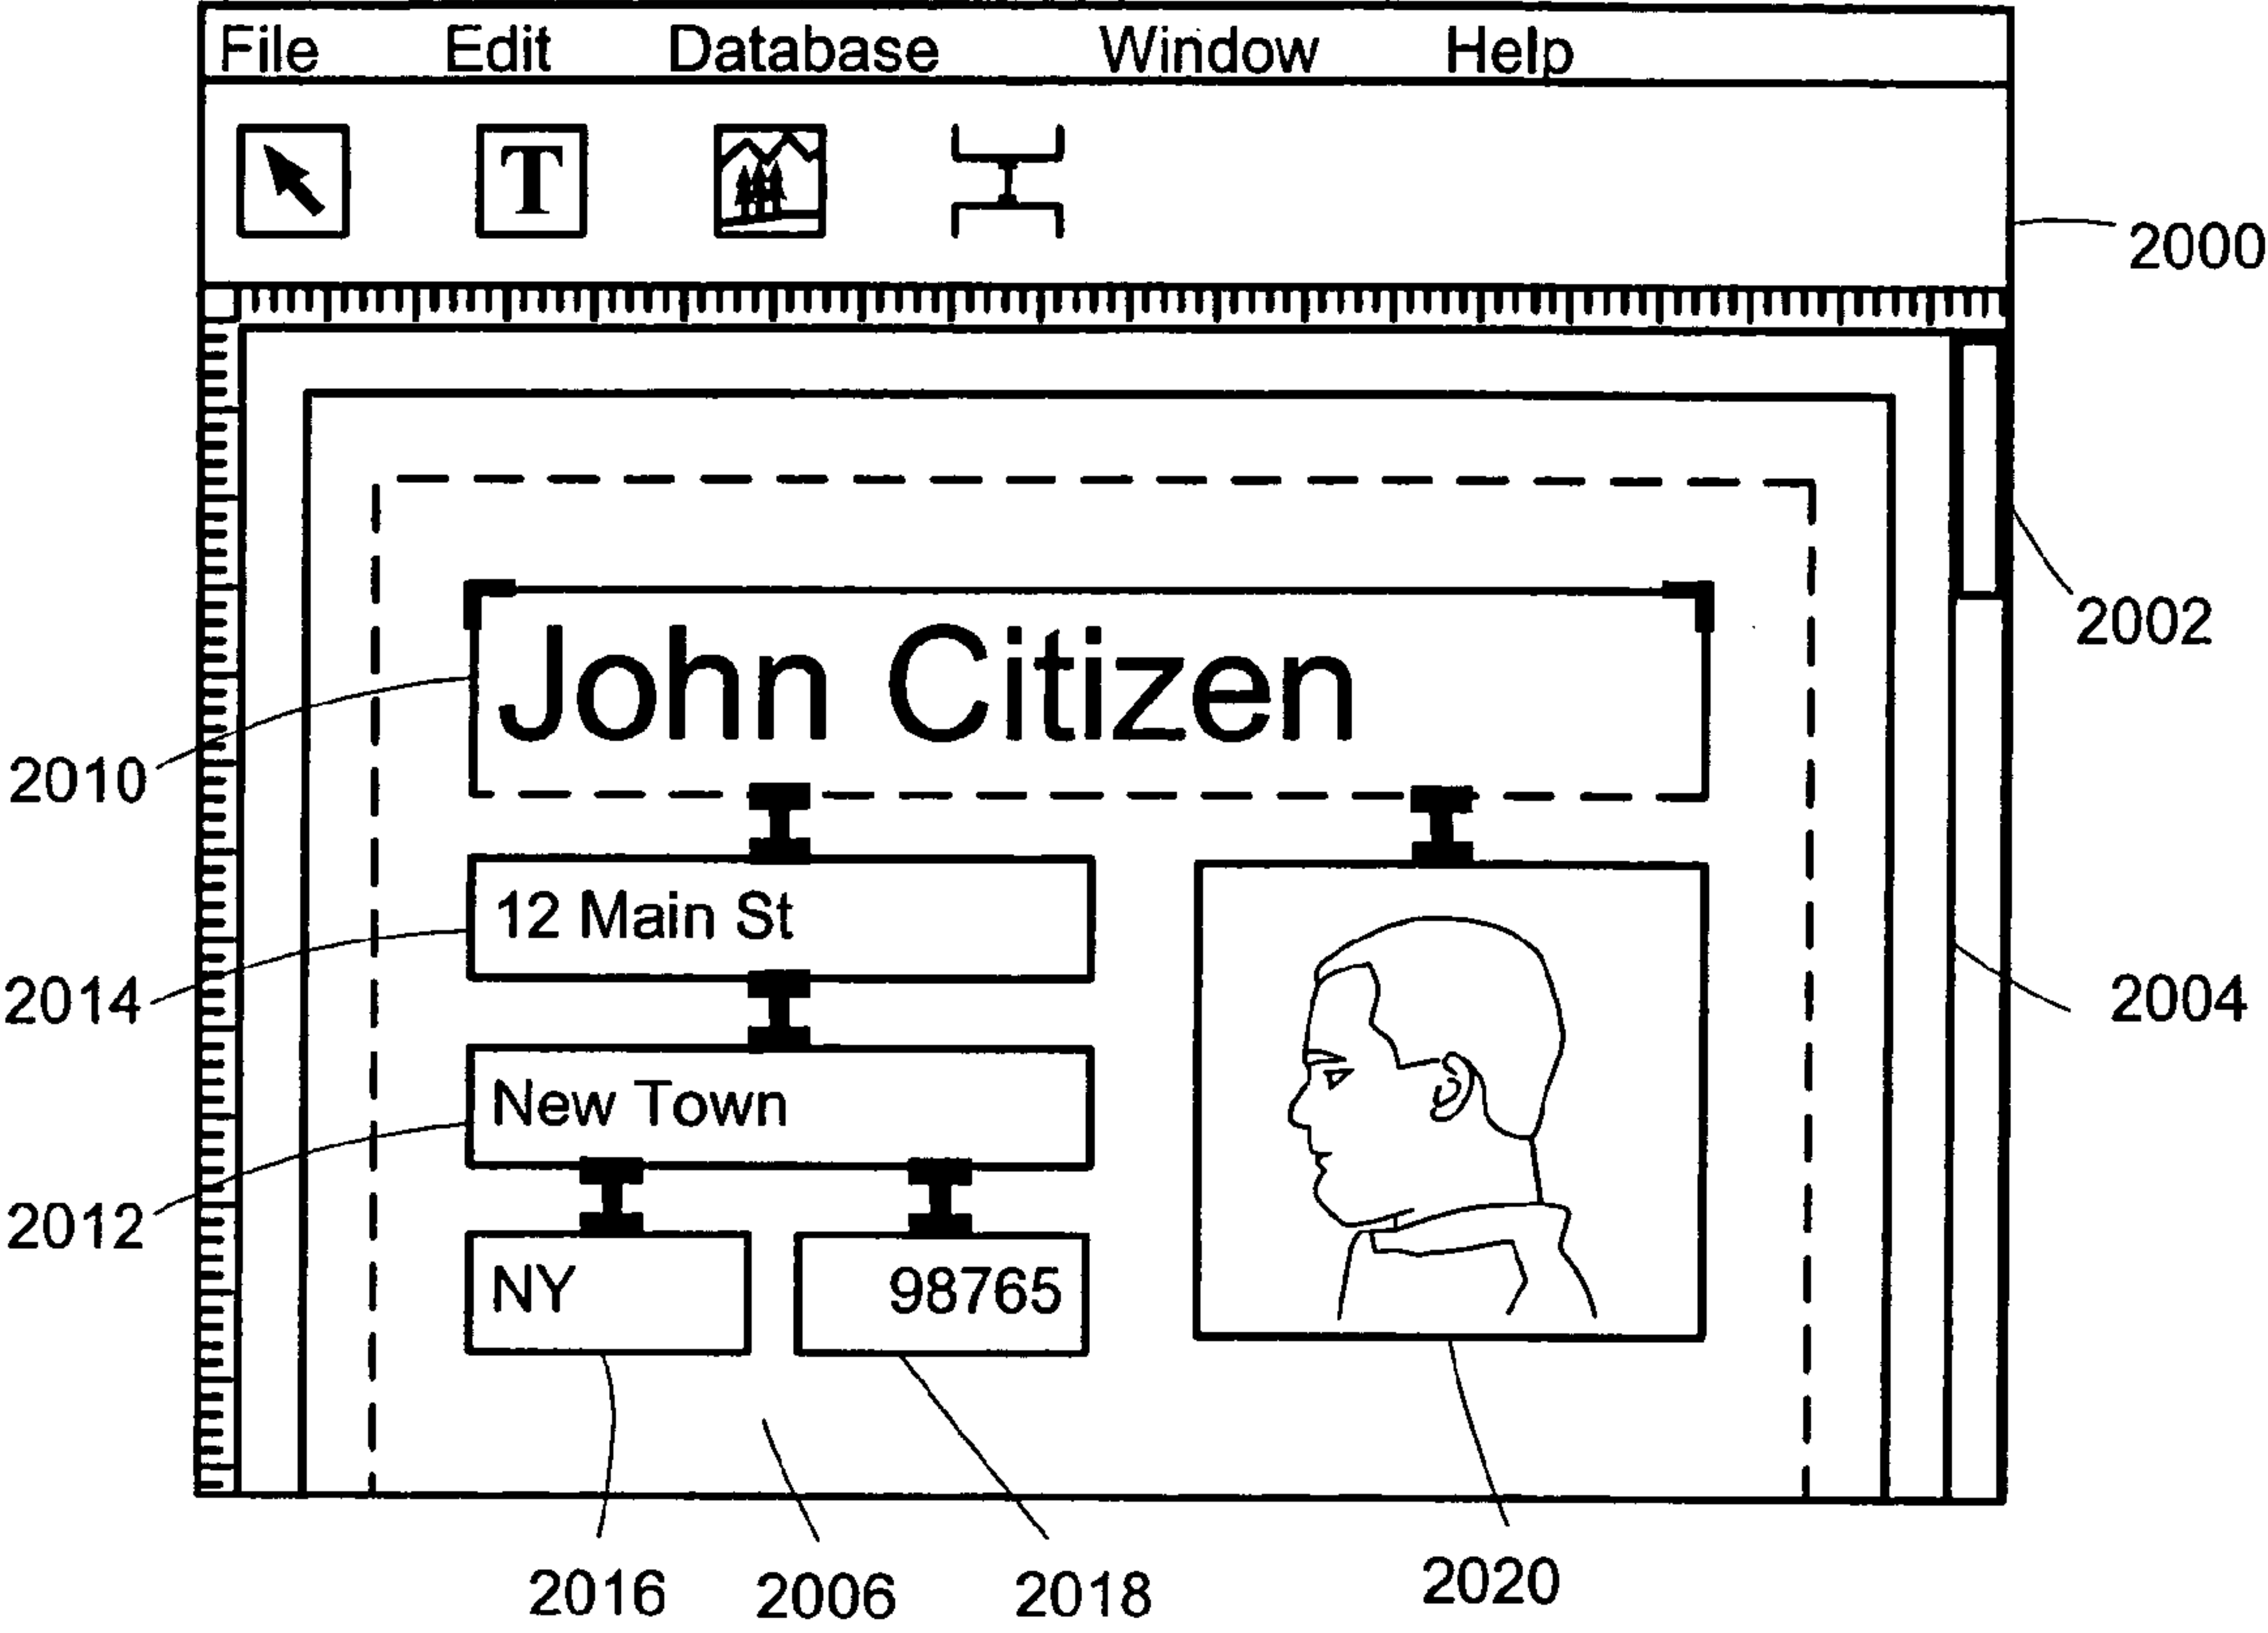 File Edit Database Window Help
T
2000
2002
John Citizen
2010
12 Main St
2014
2004
New Town
2012
NY 98765
2016 2006 2018 2020